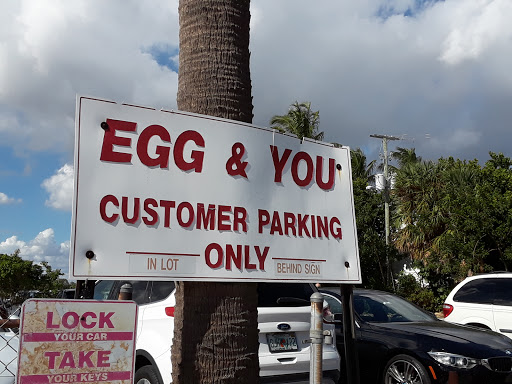 EGG & YOU
CUSTOMER PARKING
IN LOT ONLY BEHIND SIGN
LOCK
YOUR CAR
TAKE
YOUR KEYS